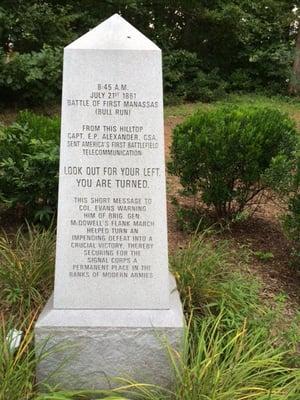 8:45 A.M.
JULY 21ST 1861
BATTLE OF FIRST MANASSAS
(BULL RUN)
FROM THIS HILLTOP
CAPT. E.P. ALEXANDER, CSA,
SENT AMERICA'S FIRST BATTLEFIELD
TELECOMMUNICATION:
LOOK OUT FOR YOUR LEFT,
YOU ARE TURNED.
THIS SHORT MESSAGE TO
COL. EVANS WARNING
HIM OF BRIG. GEN.
MCDOWELL'S FLANK MARCH
HELPED TURN AN
IMPENDING DEFEAT INTO A
CRUCIAL VICTORY, THEREBY
SECURING FOR THE
SIGNAL CORPS A
PERMANENT PLACE IN THE
RANKS OF MODERN ARMIES